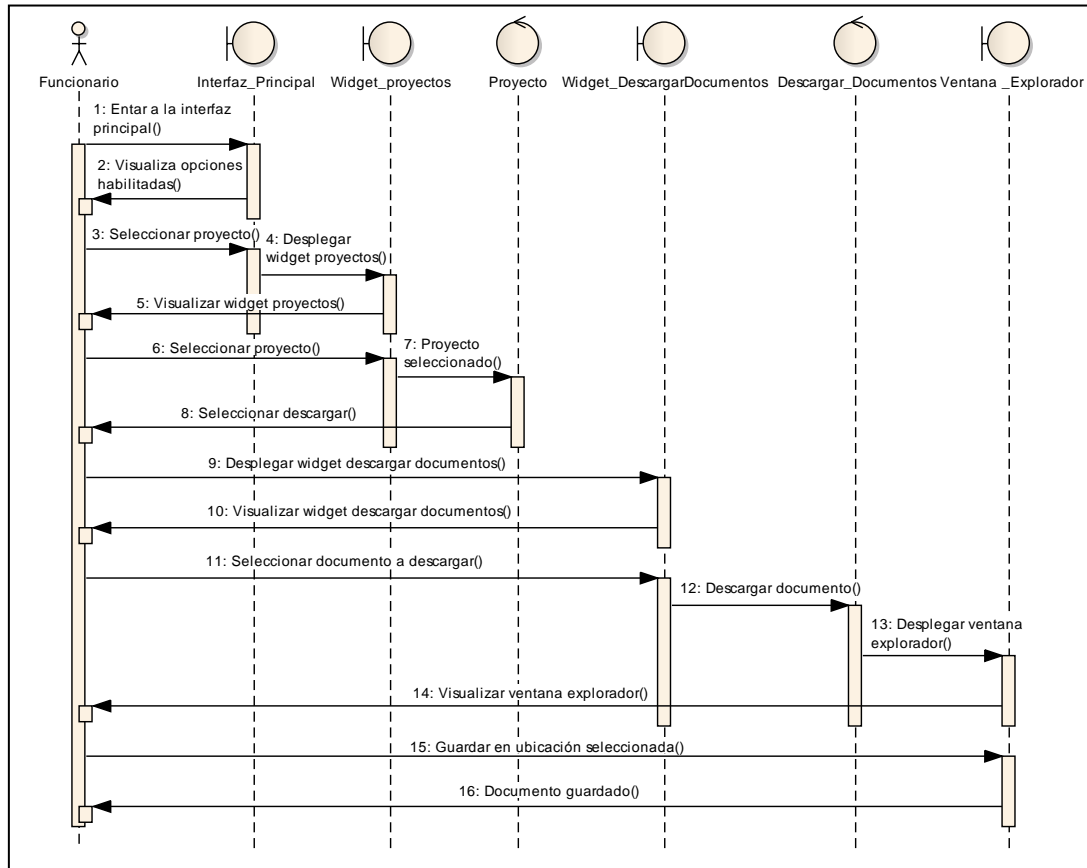 Funcionario
Interfaz_Principal
Widget_proyectos
Proyecto
Widget_DescargarDocumentos
Descargar_Documentos
Ventana _Explorador
1: Entar a la interfaz
principal()
2: Visualiza opciones
habilitadas()
3: Seleccionar proyecto()
4: Desplegar
widget proyectos()
5: Visualizar widget proyectos()
6: Seleccionar proyecto()
7: Proyecto
seleccionado()
8: Seleccionar descargar()
9: Desplegar widget descargar documentos()
10: Visualizar widget descargar documentos()
11: Seleccionar documento a descargar()
12: Descargar documento()
13: Desplegar ventana
explorador()
14: Visualizar ventana explorador()
15: Guardar en ubicación seleccionada()
16: Documento guardado()